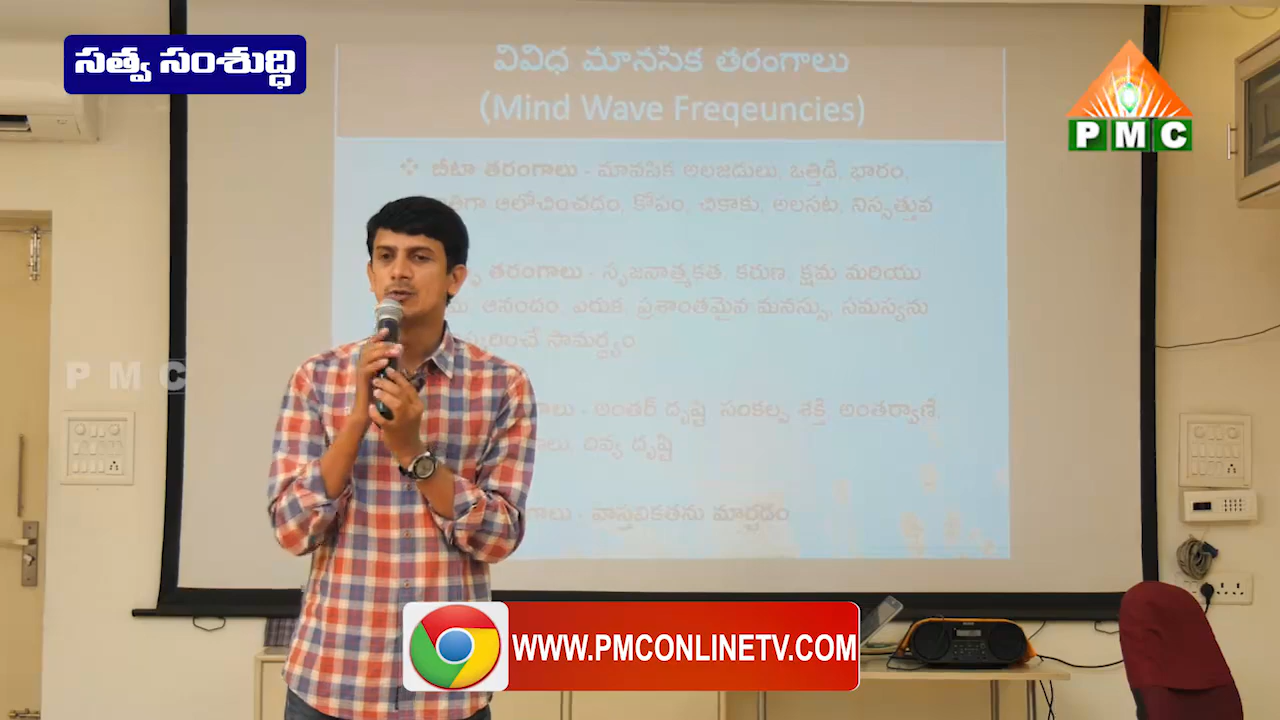 సత్వ సంశుద్ధి
PMC
వివిధ మానసిక తరంగాలు
(Mind Wave Freqeuncies)
❖ బీటా తరంగాలు - మానసిక అలజడులు, ఒత్తిడి, భారం,
ఆలోచించడం, కోపం, చికాకు, అలసట, నిస్సత్తువ
తరంగాలు - సృజనాత్మకత, కరుణ, క్షమ మరియు
ఆనందం, ఎరుక, ప్రశాంతమైన మనస్సు, సమస్యను
సామర్ధ్యం
- అంతర్ దృష్టి, సంకల్ప శక్తి, అంతర్వాణి,
దివ్య దృష్టి
- వాస్తవికతను మార్చడం
PMC
WWW.PMCONLINETV.COM